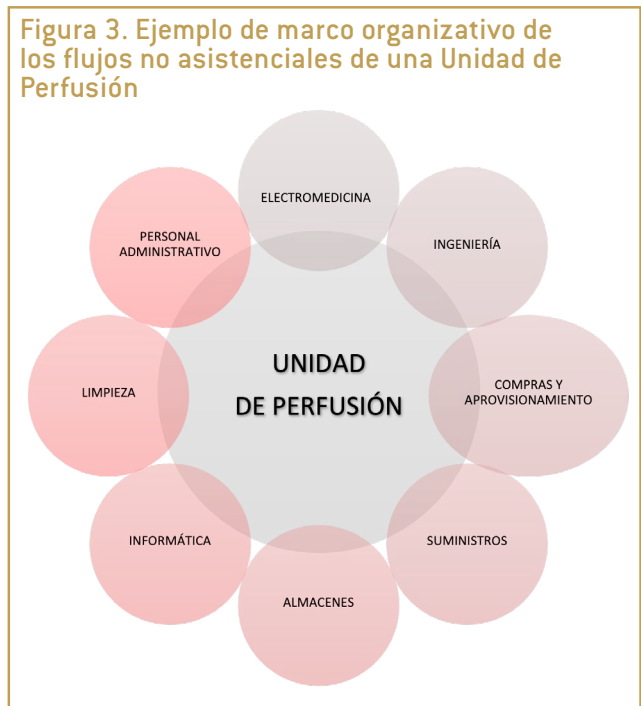 Figura 3. Ejemplo de marco organizativo de
los flujos no asistenciales de una Unidad de
Perfusión
ELECTROMEDICINA
PERSONAL
ADMINISTRATIVO
INGENIERÍA
UNIDAD
DE PERFUSIÓN
LIMPIEZA
COMPRAS Y
APROVISIONAMIENTO
INFORMÁTICA
SUMINISTROS
ALMACENES